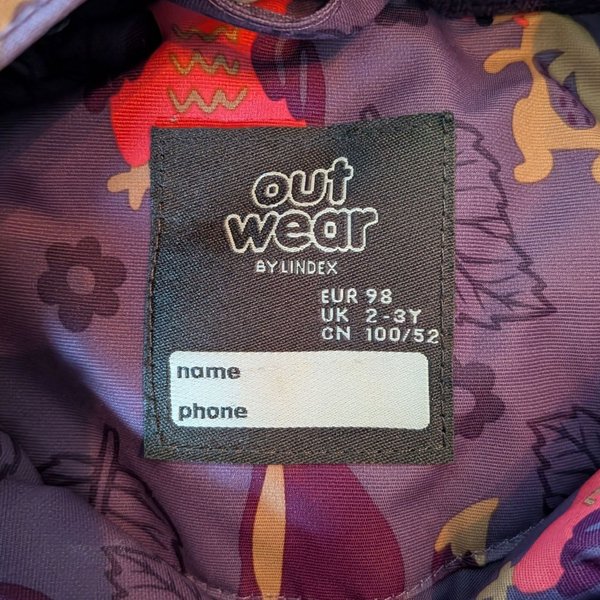 out
wear
BY LINDEX
EUR 98
UK 2-3Y
CN 100/52
name
phone